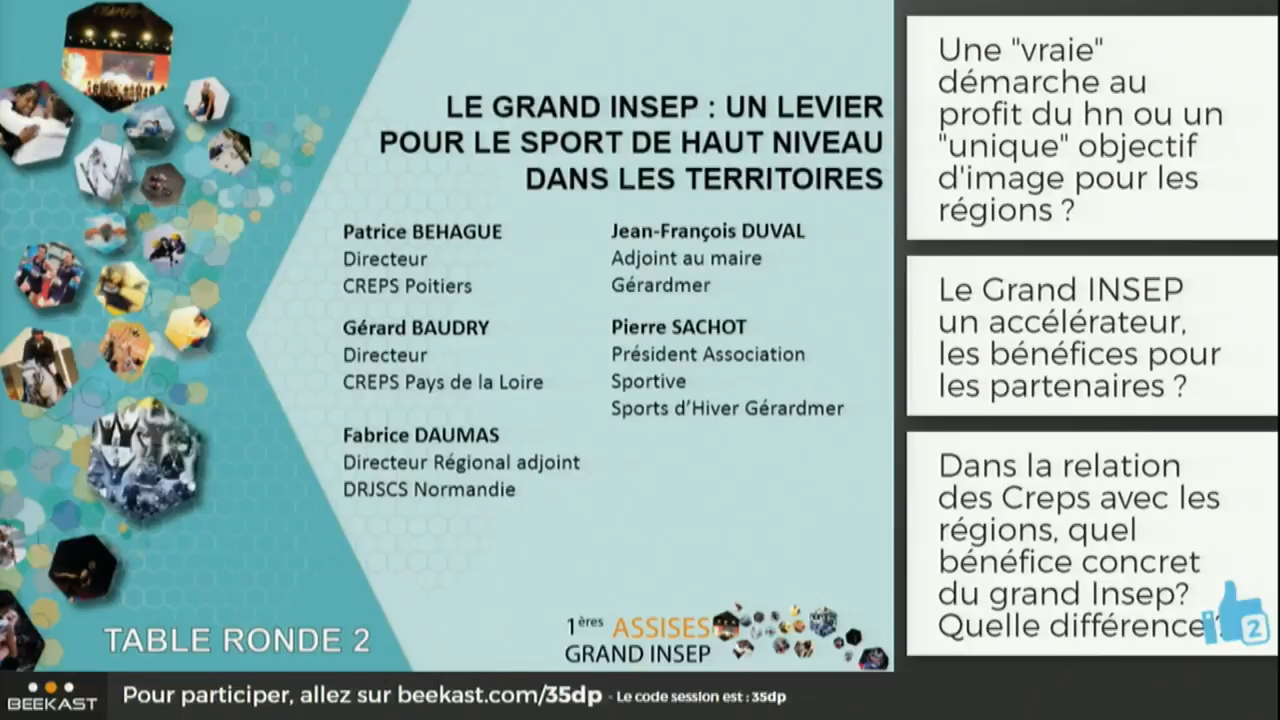 LE GRAND INSEP : UN LEVIER
POUR LE SPORT DE HAUT NIVEAU
DANS LES TERRITOIRES
Patrice BEHAGUE
Directeur
CREPS Poitiers
Gérard BAUDRY
Directeur
CREPS Pays de la Loire
Fabrice DAUMAS
Directeur Régional adjoint
DRJSCS Normandie
Jean-François DUVAL
Adjoint au maire
Gérardmer
Pierre SACHOT
Président Association
Sportive
Sports d'Hiver Gérardmer
TABLE RONDE 2
1ères ASSISES
GRAND INSEP
Une "vraie"
démarche au
profit du hn ou un
"unique" objectif
d'image pour les
régions ?
Le Grand INSEP
un accélérateur,
les bénéfices pour
les partenaires ?
Dans la relation
des Creps avec les
régions, quel
bénéfice concret
du grand Insep?
Quelle différence ?
2
BEEKAST
Pour participer, allez sur beekast.com/35dp - Le code session est : 35dp